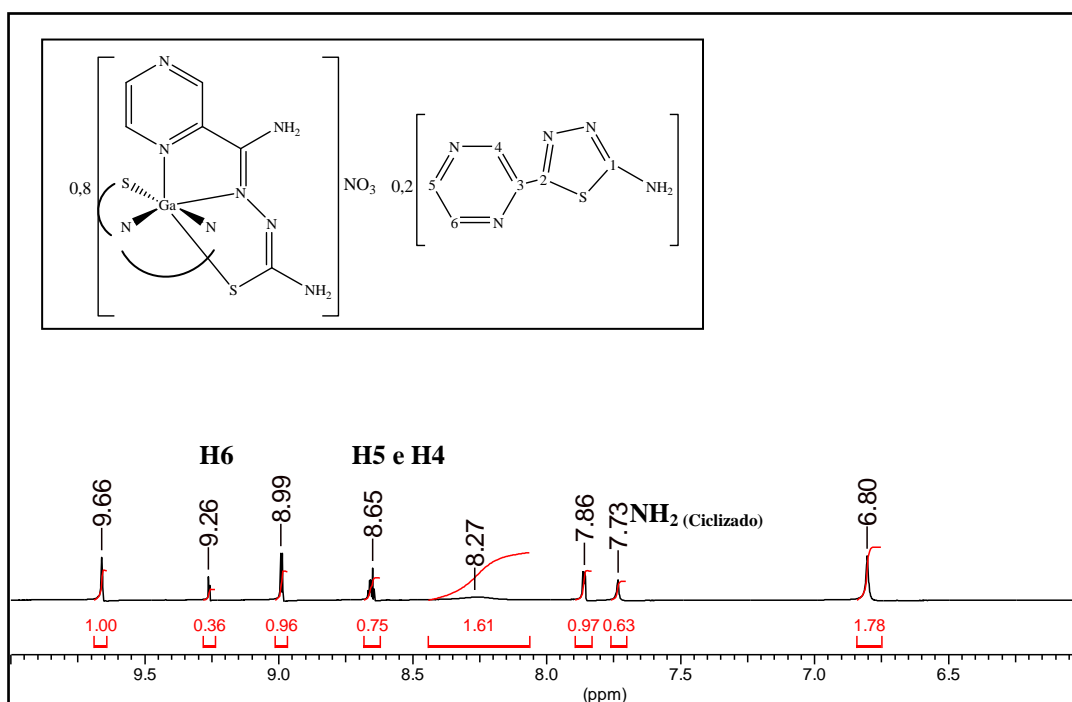 N
N
NH₂
N
N
N
S
NH₂
S
Ga
N
N
0,8
NO₃
0,2
N
N
N
N
S
NH₂
1
2
3
4
5
6
H6
H5 e H4
NH₂ (Ciclizado)
9.66
9.26
8.99
8.65
8.27
7.86
7.73
6.80
1.00 0.36 0.96 0.75 1.61 0.97 0.63 1.78
9.5 9.0 8.5 8.0 7.5 7.0 6.5
(ppm)